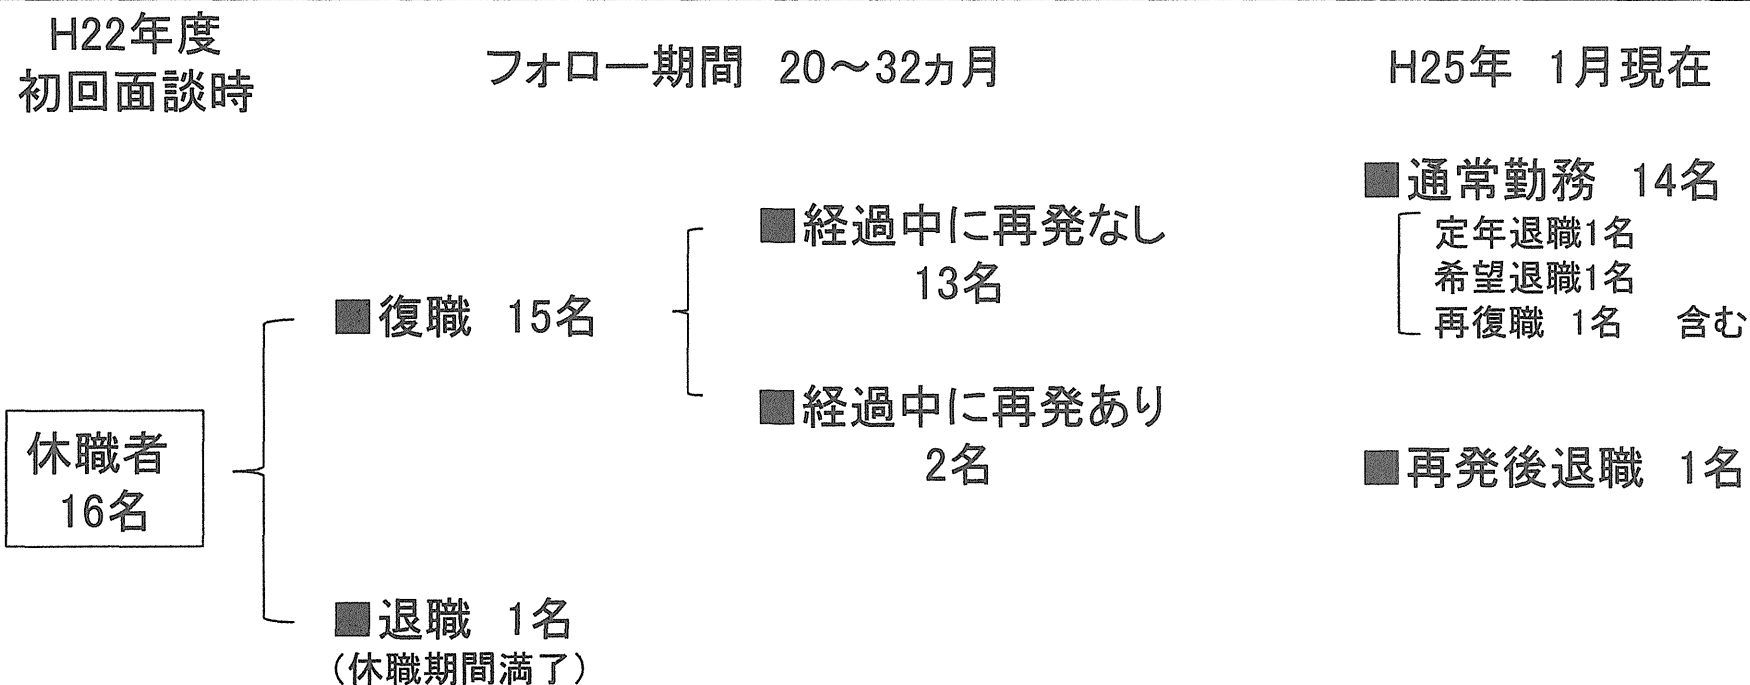 H22年度
初回面談時
フォロー期間 20～32ヵ月
H25年 1月現在
休職者
16名
■復職 15名
■退職 1名
(休職期間満了)
■経過中に再発なし
13名
■経過中に再発あり
2名
■通常勤務 14名
定年退職1名
希望退職1名
再復職 1名 含む
■再発後退職 1名